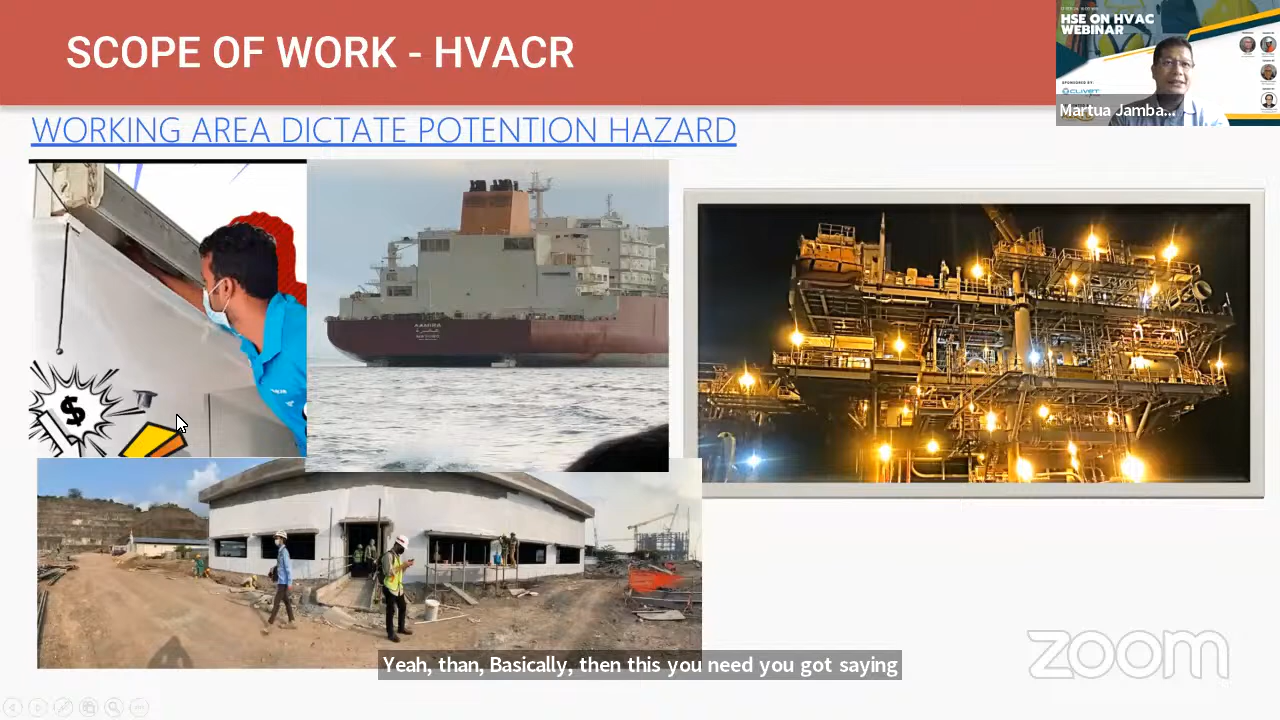 SCOPE OF WORK - HVACR
HSE ON HVAC
WEBINAR
SPONSORED BY:
CLIVET
Martua Jamba...
WORKING AREA DICTATE POTENTION HAZARD
$
Yeah, than, Basically, then this you need you got saying
zoom